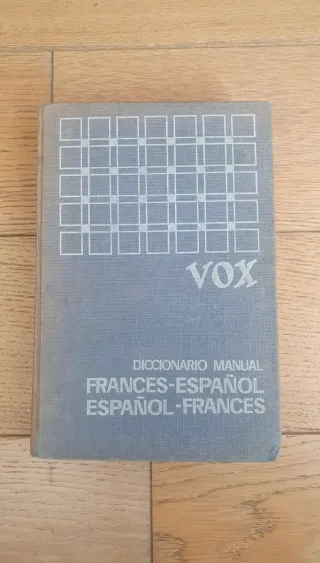 VOX
DICCIONARIO MANUAL
FRANCES-ESPAÑOL
ESPAÑOL-FRANCES